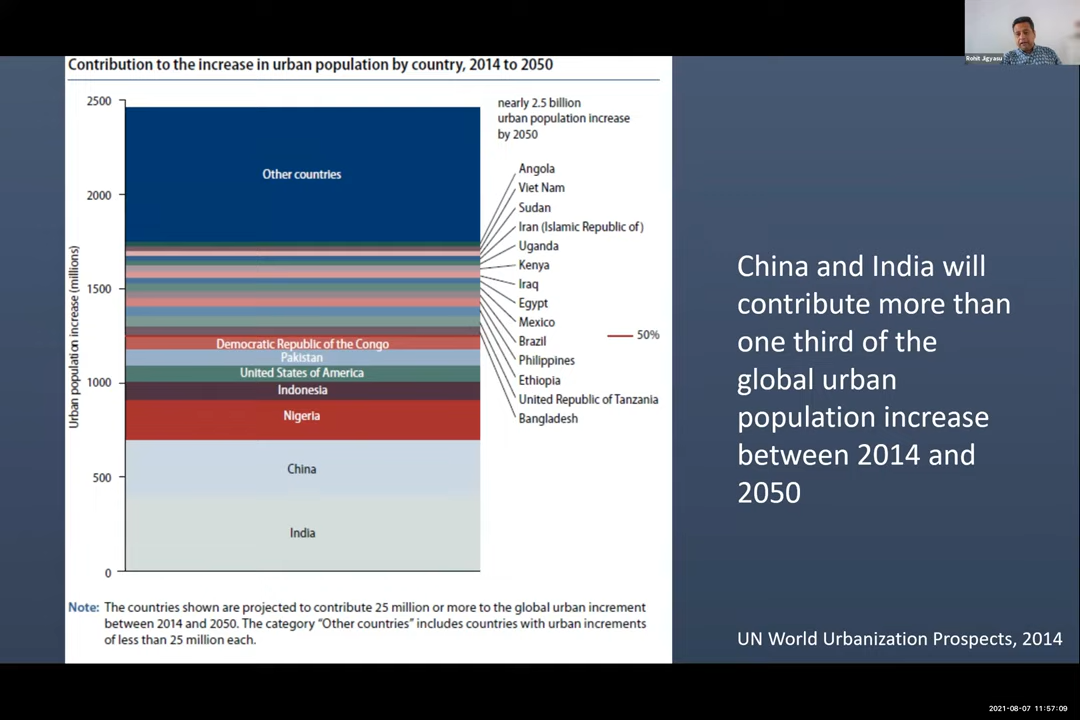 Rohit Jigyasu
Contribution to the increase in urban population by country, 2014 to 2050
Urban population increase (millions)
2500
2000
1500
1000
500
0
Other countries
Democratic Republic of the Congo
Pakistan
United States of America
Indonesia
Nigeria
China
India
nearly 2.5 billion
urban population increase
by 2050
Angola
Viet Nam
Sudan
Iran (Islamic Republic of)
Uganda
Kenya
Iraq
Egypt
Mexico
Brazil
Philippines
Ethiopia
United Republic of Tanzania
Bangladesh
50%
Note: The countries shown are projected to contribute 25 million or more to the global urban increment
between 2014 and 2050. The category "Other countries" includes countries with urban increments
of less than 25 million each.
China and India will
contribute more than
one third of the
global urban
population increase
between 2014 and
2050
UN World Urbanization Prospects, 2014
2021-08-07 11:57:09